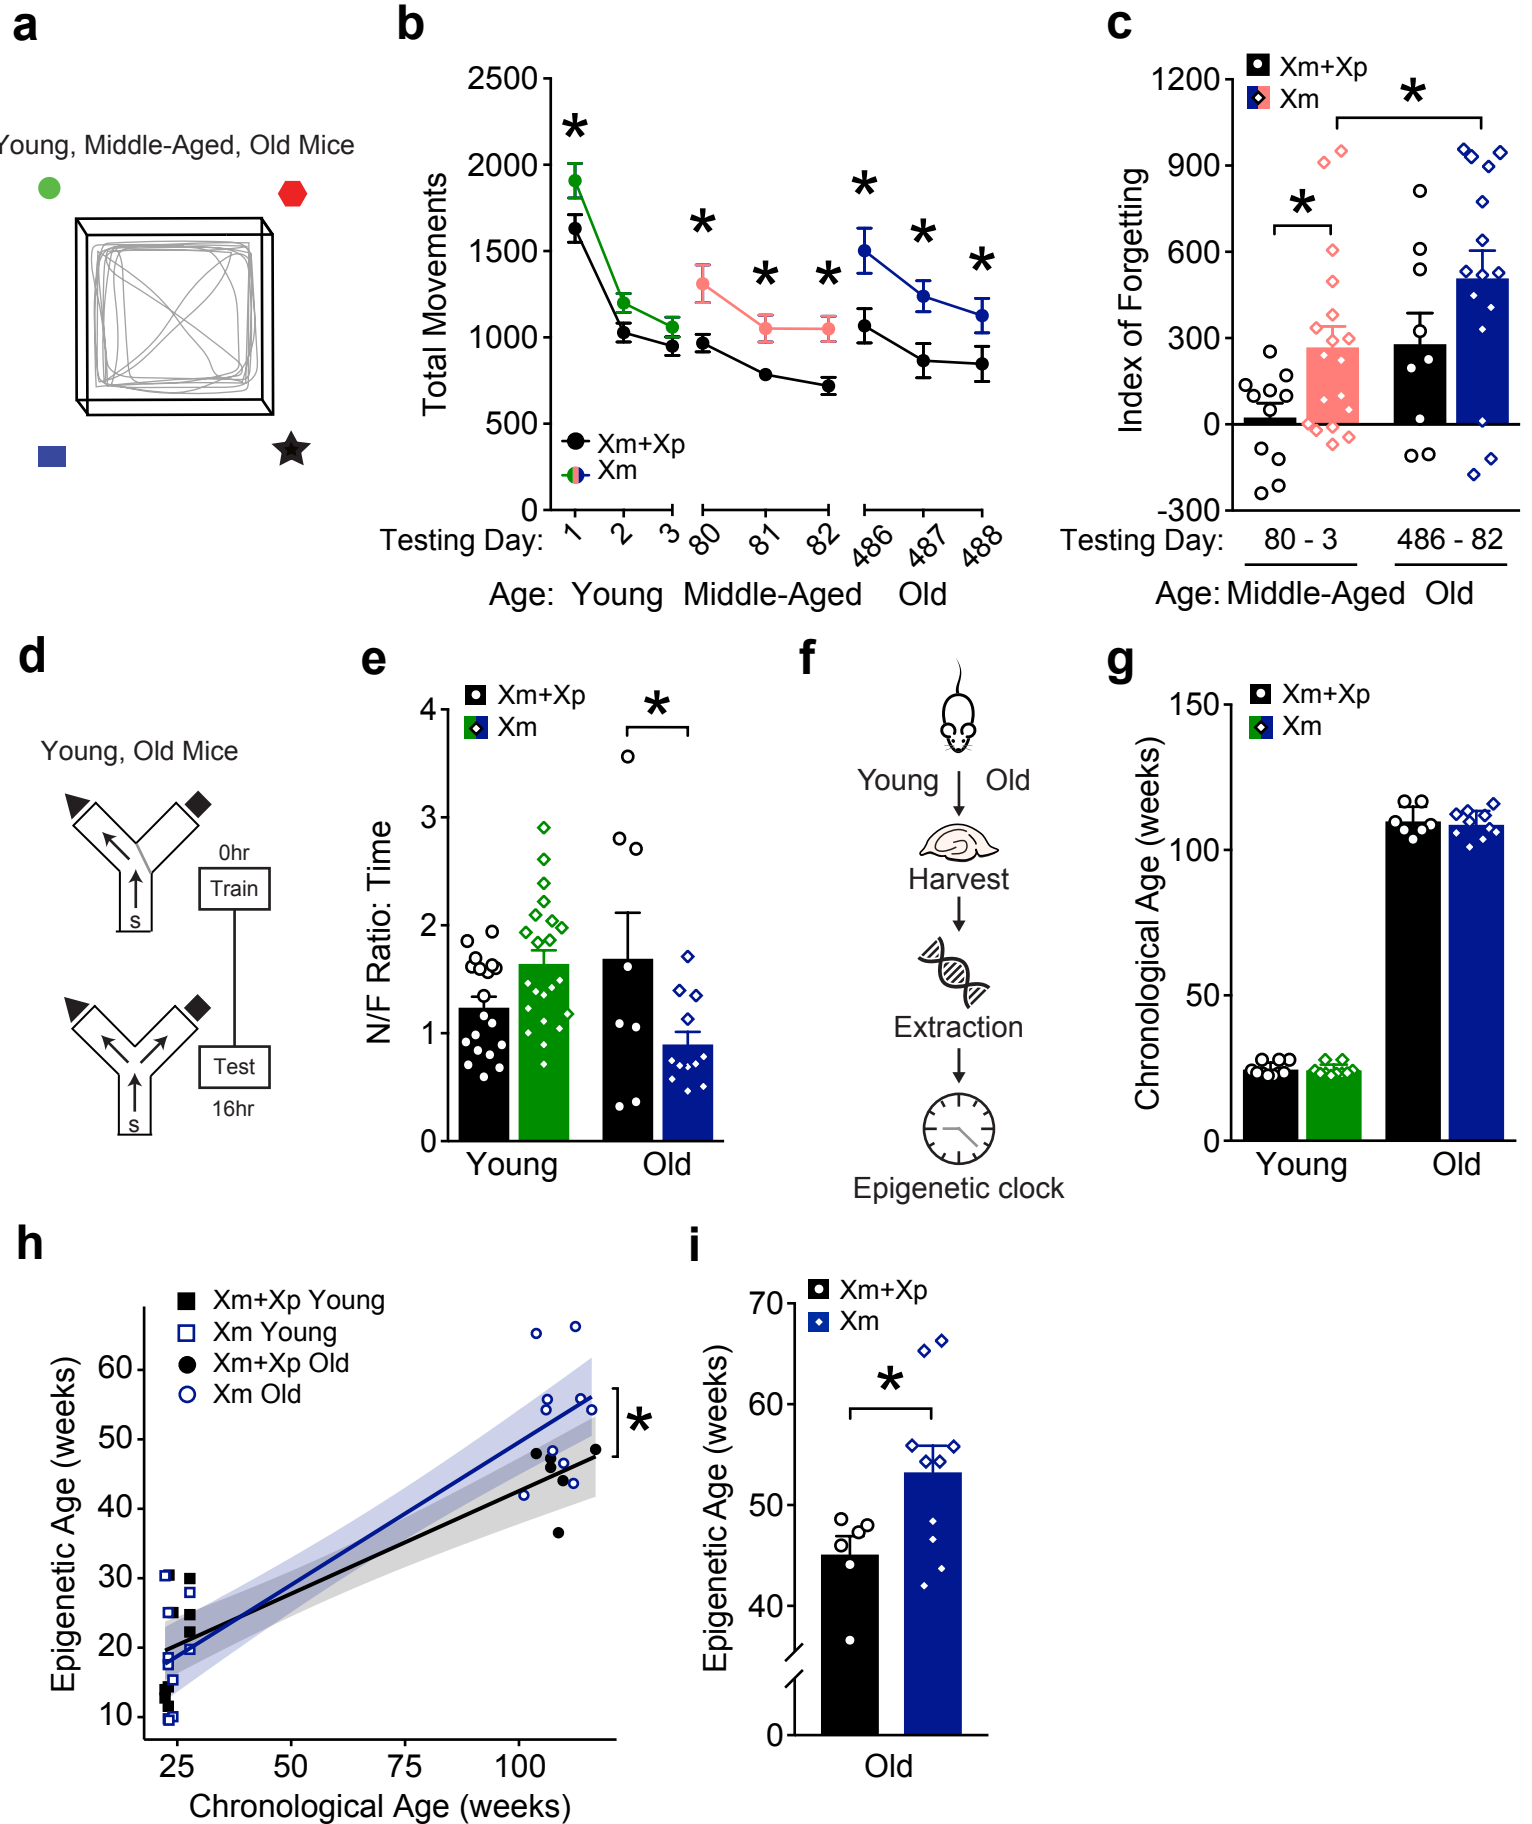 a
Young, Middle-Aged, Old Mice
b
Total Movements
2500
2000
1500
1000
500
0
*
* * *
* * *
Xm+Xp
Xm
Testing Day: 1 2 3 80 81 82 486 487 488
Age: Young Middle-Aged Old
c
Xm+Xp
Xm
Index of Forgetting
1200
900
600
300
0
-300
*
*
Testing Day: 80 - 3 486 - 82
Age: Middle-Aged Old
d
Young, Old Mice
s
0hr
Train
s
Test
16hr
e
Xm+Xp
Xm
N/F Ratio: Time
4
3
2
1
0
*
Young Old
f
Young Old
Harvest
Extraction
Epigenetic clock
g
Xm+Xp
Xm
Chronological Age (weeks)
150
100
50
0
Young Old
h
Xm+Xp Young
Xm Young
Xm+Xp Old
Xm Old
Epigenetic Age (weeks)
60
50
40
30
20
10
*
25 50 75 100
Chronological Age (weeks)
i
Xm+Xp
Xm
Epigenetic Age (weeks)
70
60
50
40
0
*
Old